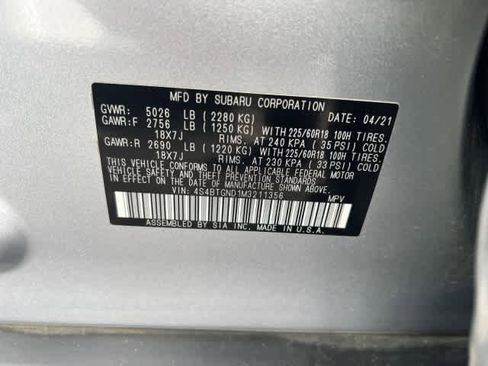 MFD BY SUBARU CORPORATION DATE: 04/21
GVWR: 5026 LB (2280 KG)
GAWR:F 2756 LB (1250 KG) WITH 225/60R18 100H TIRES.
18X7J RIMS. AT 240 KPA (35 PSI) COLD
GAWR:R 2690 LB (1220 KG) WITH 225/60R18 100H TIRES.
18X7J RIMS. AT 230 KPA (33 PSI) COLD
THIS VEHICLE CONFORMS TO ALL APPLICABLE FEDERAL MOTOR
VEHICLE SAFETY AND THEFT PREVENTION STANDARDS IN
EFFECT ON THE DATE OF MANUFACTURE SHOWN ABOVE.
VIN: 4S4BTGND1M3211356 MPV
ASSEMBLED BY SIA INC. MADE IN U.S.A.